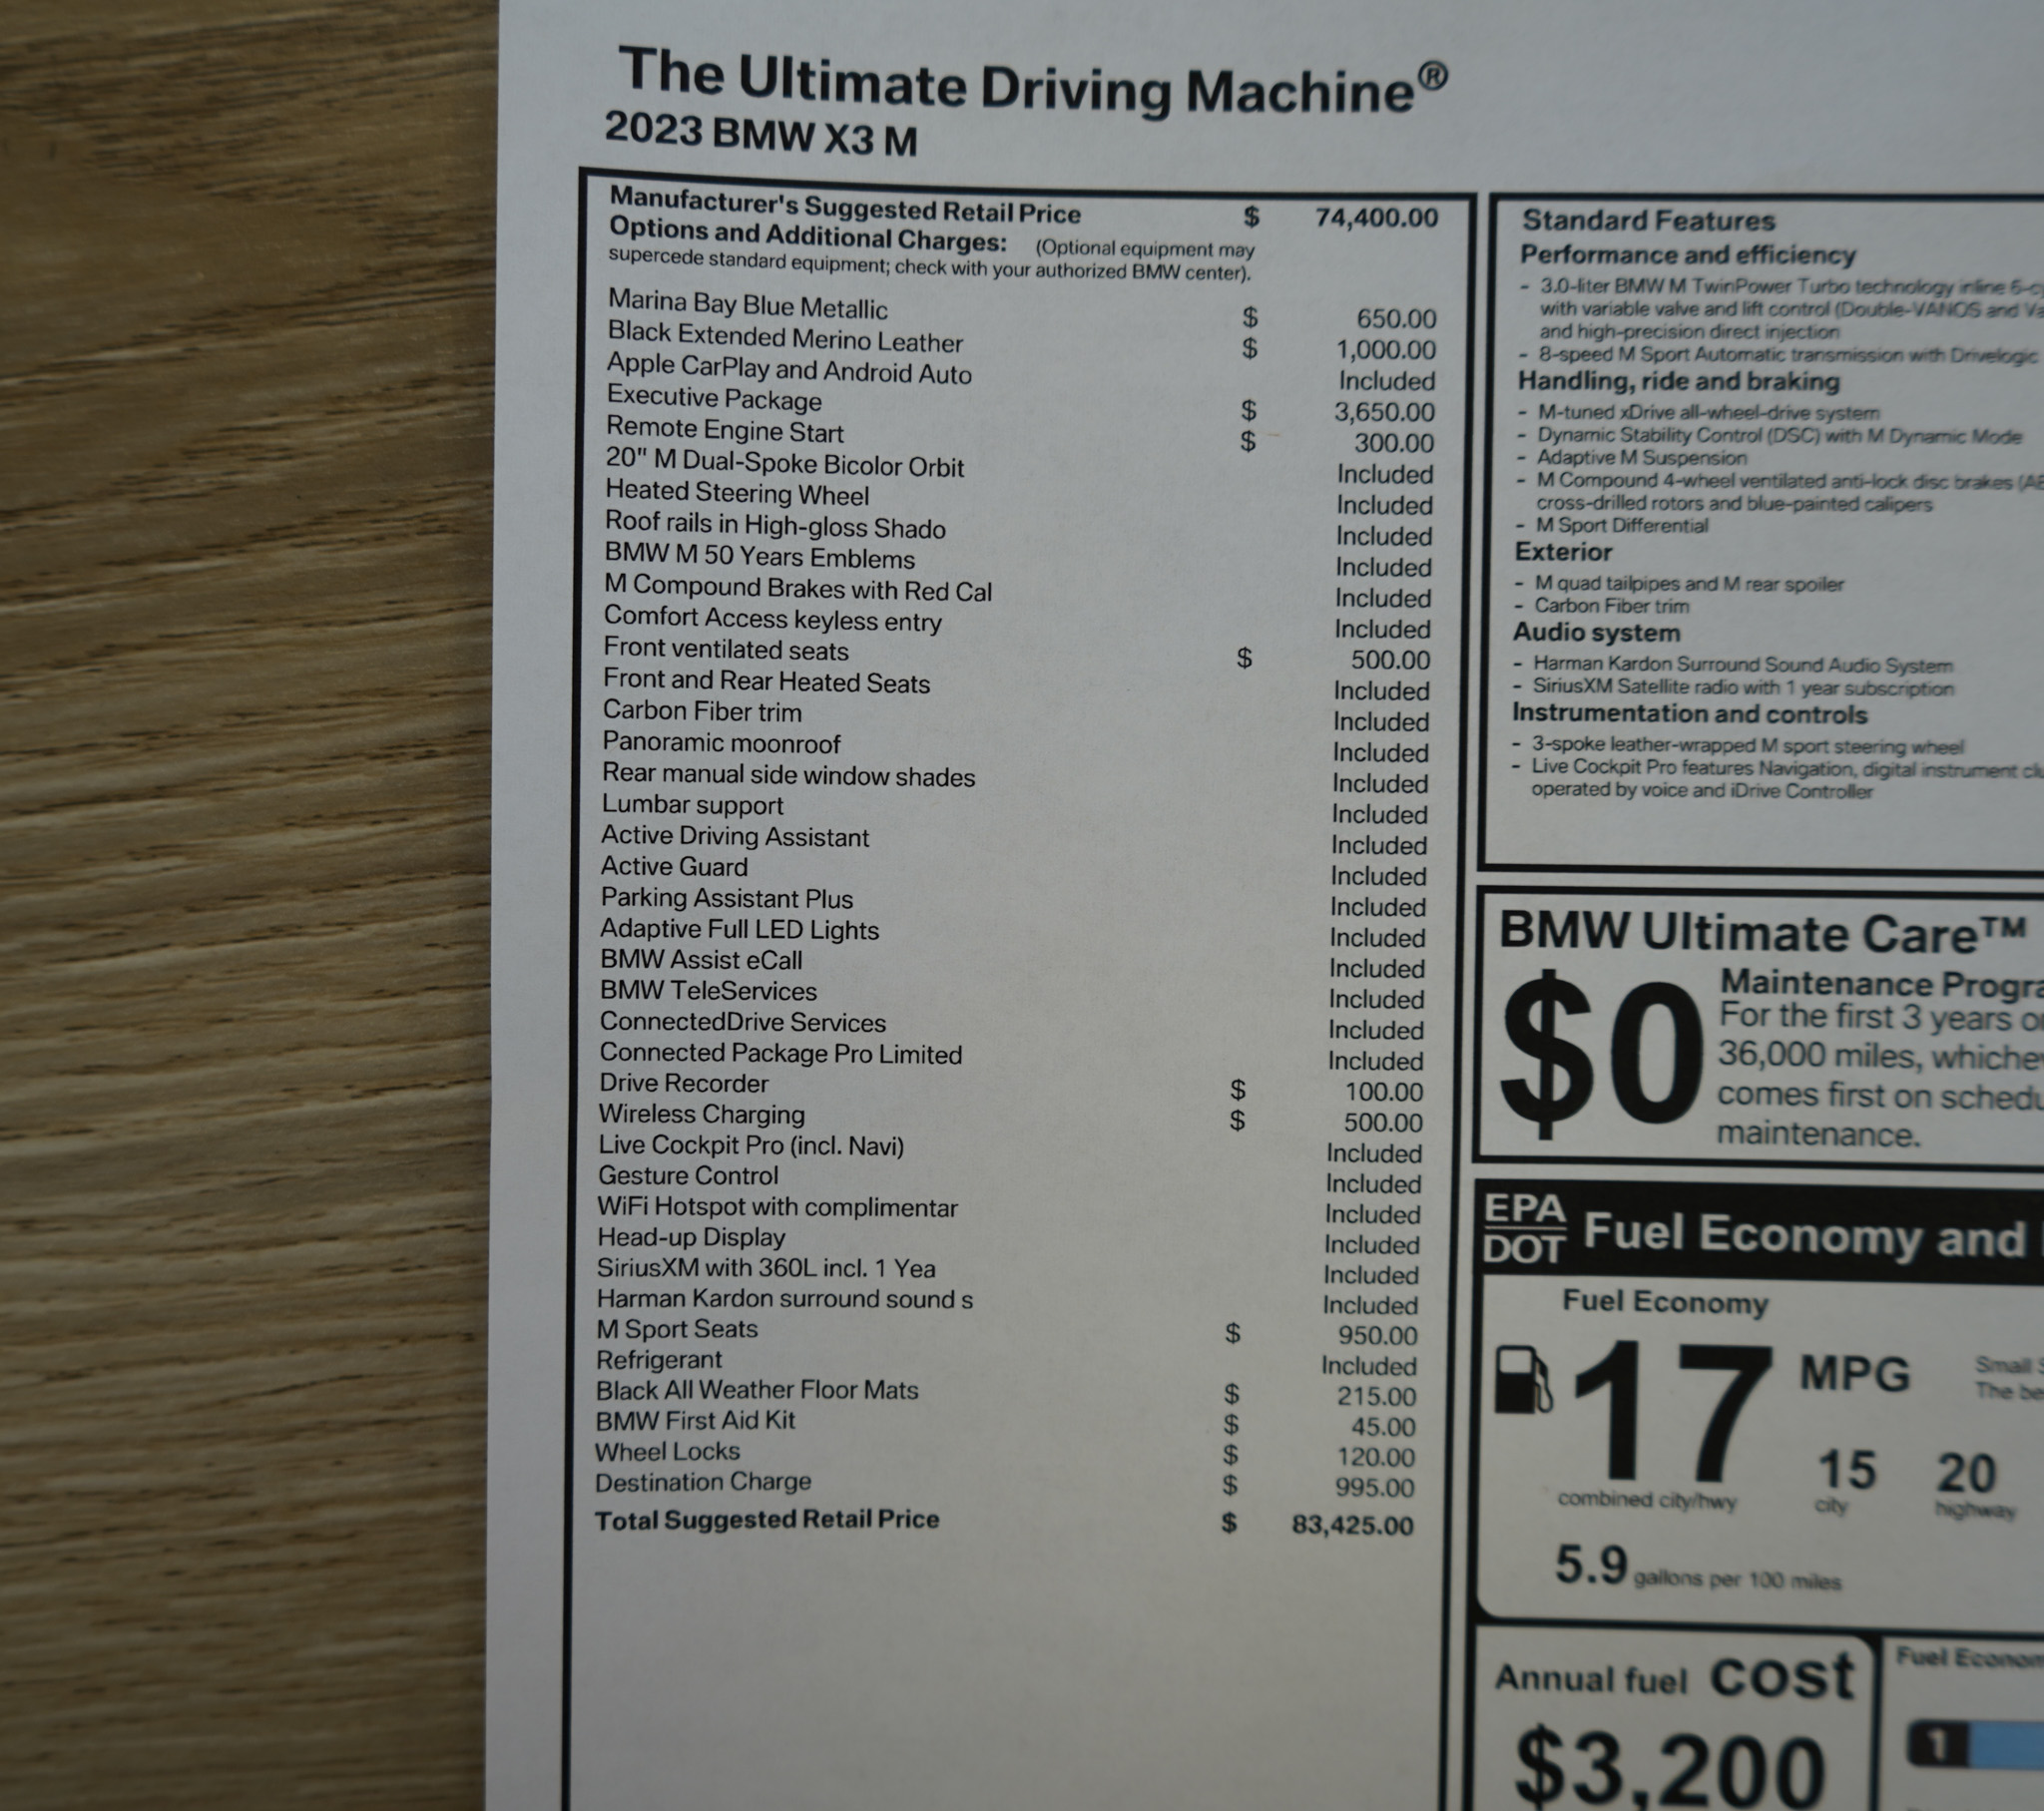 The Ultimate Driving Machine®
2023 BMW X3 M
Manufacturer's Suggested Retail Price $ 74,400.00
Options and Additional Charges: (Optional equipment may
supercede standard equipment; check with your authorized BMW center).
Marina Bay Blue Metallic $ 650.00
Black Extended Merino Leather $ 1,000.00
Apple CarPlay and Android Auto Included
Executive Package $ 3,650.00
Remote Engine Start $ 300.00
20" M Dual-Spoke Bicolor Orbit Included
Heated Steering Wheel Included
Roof rails in High-gloss Shado Included
BMW M 50 Years Emblems Included
M Compound Brakes with Red Cal Included
Comfort Access keyless entry Included
Front ventilated seats $ 500.00
Front and Rear Heated Seats Included
Carbon Fiber trim Included
Panoramic moonroof Included
Rear manual side window shades Included
Lumbar support Included
Active Driving Assistant Included
Active Guard Included
Parking Assistant Plus Included
Adaptive Full LED Lights Included
BMW Assist eCall Included
BMW TeleServices Included
ConnectedDrive Services Included
Connected Package Pro Limited Included
Drive Recorder $ 100.00
Wireless Charging $ 500.00
Live Cockpit Pro (incl. Navi) Included
Gesture Control Included
WiFi Hotspot with complimentar Included
Head-up Display Included
SiriusXM with 360L incl. 1 Yea Included
Harman Kardon surround sound s Included
M Sport Seats $ 950.00
Refrigerant Included
Black All Weather Floor Mats $ 215.00
BMW First Aid Kit $ 45.00
Wheel Locks $ 120.00
Destination Charge $ 995.00
Total Suggested Retail Price $ 83,425.00
Standard Features
Performance and efficiency
- 3.0-liter BMW M TwinPower Turbo technology inline 6-cy
with variable valve and lift control (Double-VANOS and Va
and high-precision direct injection
- 8-speed M Sport Automatic transmission with Drivelogic
Handling, ride and braking
- M-tuned xDrive all-wheel-drive system
- Dynamic Stability Control (DSC) with M Dynamic Mode
- Adaptive M Suspension
- M Compound 4-wheel ventilated anti-lock disc brakes (AB
cross-drilled rotors and blue-painted calipers
- M Sport Differential
Exterior
- M quad tailpipes and M rear spoiler
- Carbon Fiber trim
Audio system
- Harman Kardon Surround Sound Audio System
- SiriusXM Satellite radio with 1 year subscription
Instrumentation and controls
- 3-spoke leather-wrapped M sport steering wheel
- Live Cockpit Pro features Navigation, digital instrument clu
operated by voice and iDrive Controller
BMW Ultimate Care™
$0
Maintenance Progra
For the first 3 years or
36,000 miles, whichev
comes first on schedu
maintenance.
EPA
DOT
Fuel Economy and
Fuel Economy
17 MPG
Small S
The be
15 20
combined city/hwy city highway
5.9 gallons per 100 miles
Annual fuel cost
$3,200
Fuel Econom
1